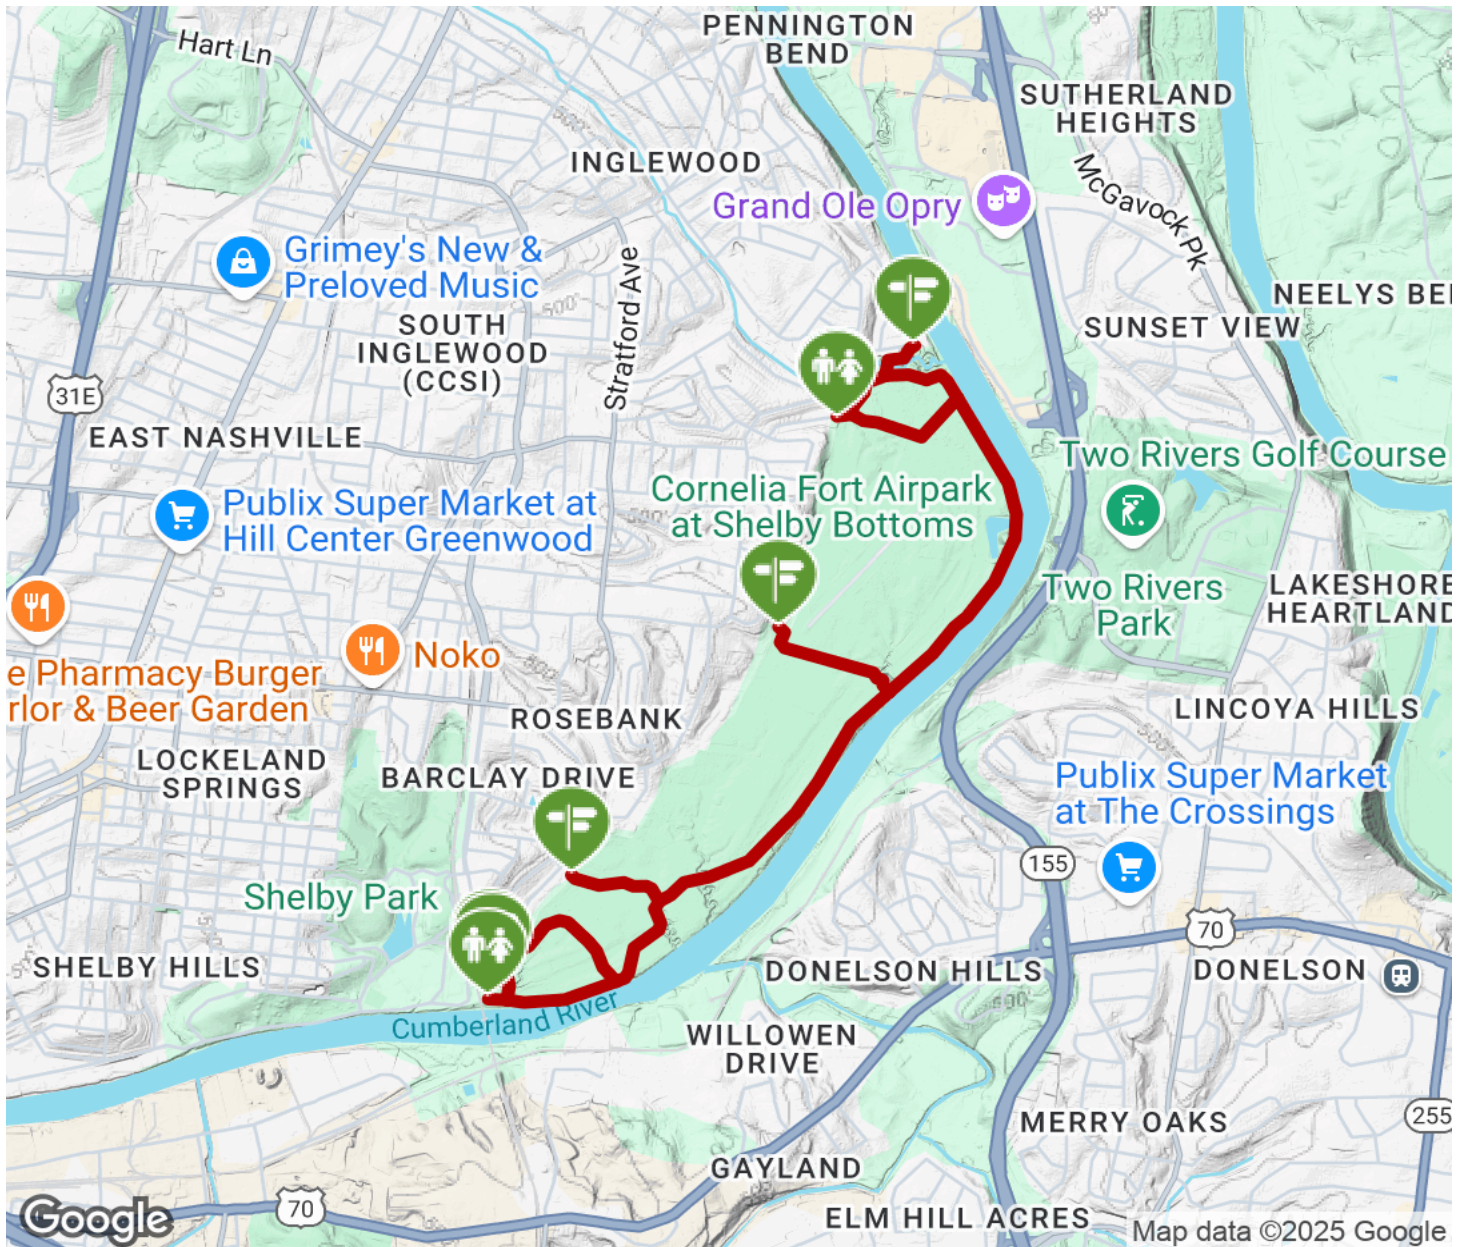 PENNINGTON
BEND
Hart Ln
SUTHERLAND
HEIGHTS
INGLEWOOD
McGavock Pk
Grand Ole Opry
Grimey's New &
Preloved Music
Stratford Ave
500'
NEELYS BE
SOUTH
INGLEWOOD
(CCSI)
SUNSET VIEW
31E
EAST NASHVILLE
Two Rivers Golf Course
Publix Super Market at
Hill Center Greenwood
Cornelia Fort Airpark
at Shelby Bottoms
Two Rivers
Park
LAKESHORE
HEARTLAND
Noko
e Pharmacy Burger
rlor & Beer Garden
ROSEBANK
LINCOYA HILLS
500'
LOCKELAND
SPRINGS
BARCLAY DRIVE
Publix Super Market
at The Crossings
155
Shelby Park
70
SHELBY HILLS
DONELSON HILLS
DONELSON
500'
Cumberland River
WILLOWEN
DRIVE
MERRY OAKS
255
GAYLAND
70
Google
ELM HILL ACRES
Map data ©2025 Google